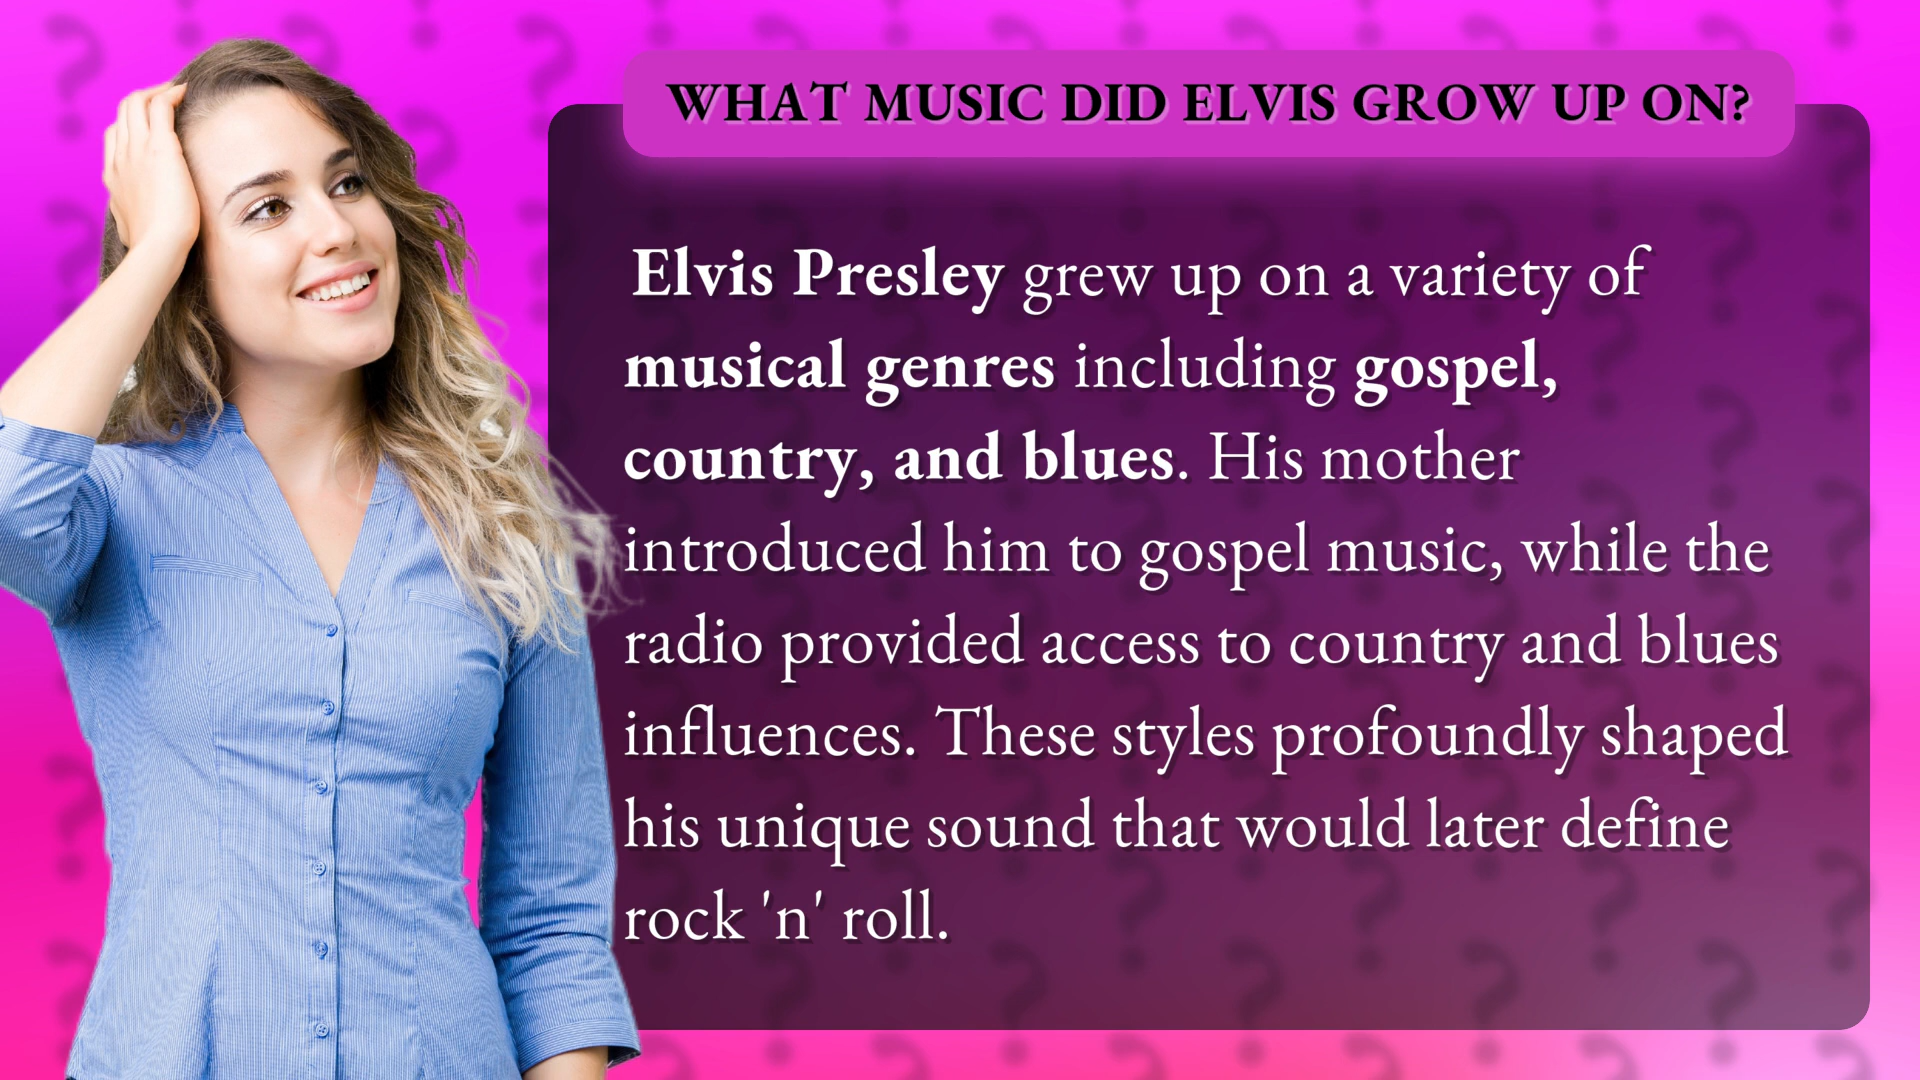 WHAT MUSIC DID ELVIS GROW UP ON?
Elvis Presley grew up on a variety of
musical genres including gospel,
country, and blues. His mother
introduced him to gospel music, while the
radio provided access to country and blues
influences. These styles profoundly shaped
his unique sound that would later define
rock 'n' roll.